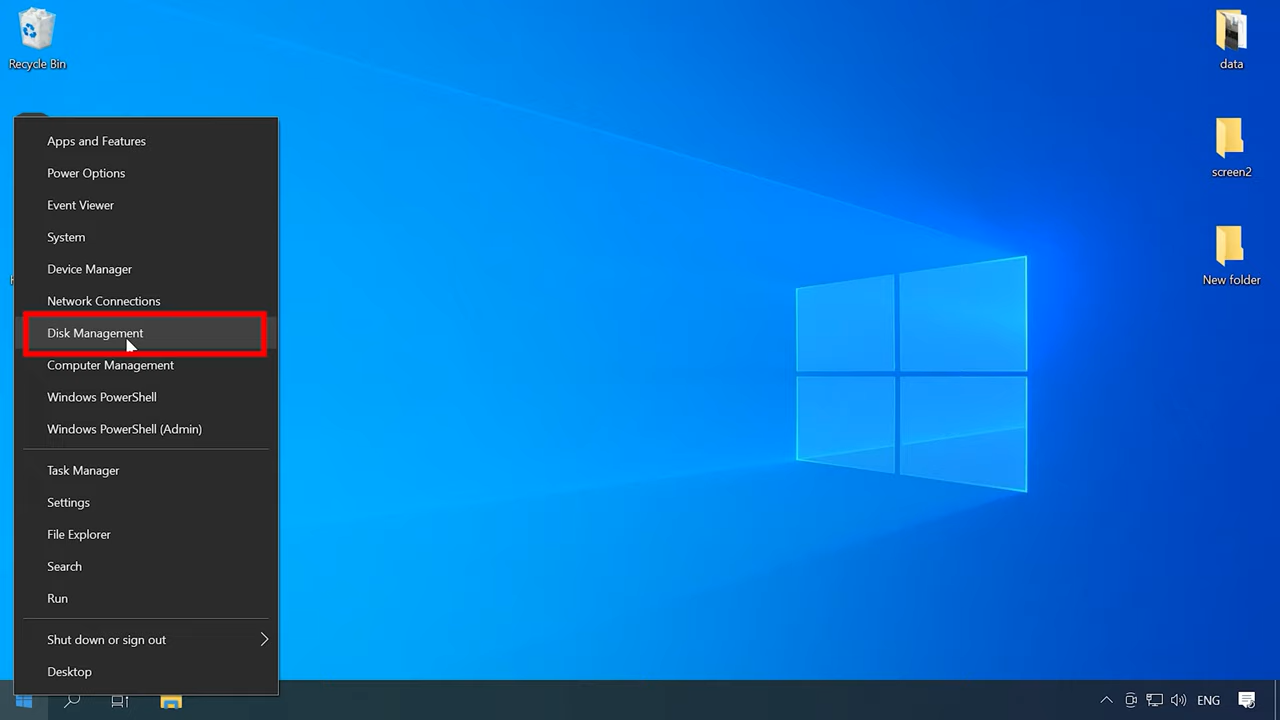 Recycle Bin
data
screen2
New folder
Apps and Features
Power Options
Event Viewer
System
Device Manager
Network Connections
Disk Management
Computer Management
Windows PowerShell
Windows PowerShell (Admin)
Task Manager
Settings
File Explorer
Search
Run
Shut down or sign out
Desktop
ENG